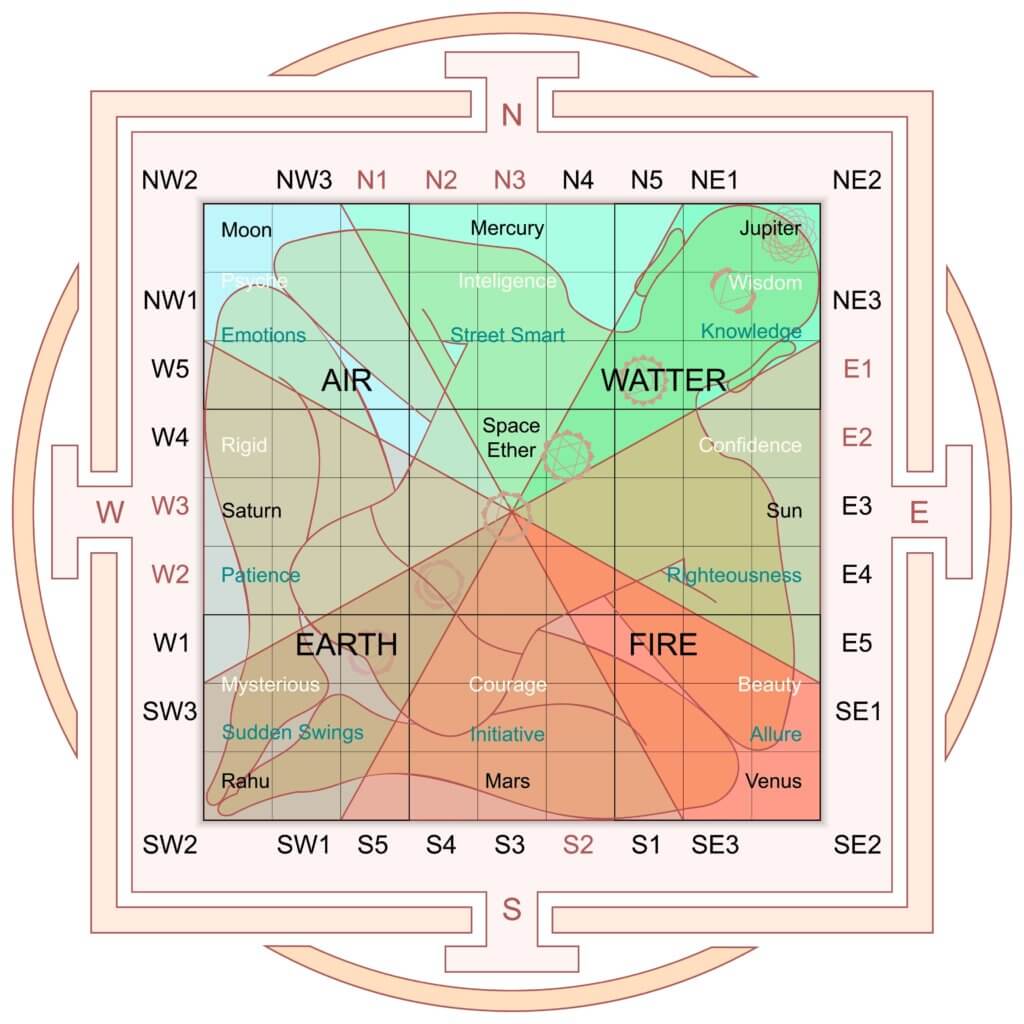 N
NW2 NW3 N1 N2 N3 N4 N5 NE1 NE2
Moon Mercury Jupiter
Psyche Inteligence Wisdom
NW1 NE3
Emotions Street Smart Knowledge
W5 E1
AIR WATTER
Space
Ether
W4 E2
Rigid Confidence
W W3 Saturn Sun E3 E
W2 Patience Righteousness E4
W1 EARTH FIRE E5
Mysterious Courage Beauty
SW3 SE1
Sudden Swings Initiative Allure
Rahu Mars Venus
SW2 SW1 S5 S4 S3 S2 S1 SE3 SE2
S